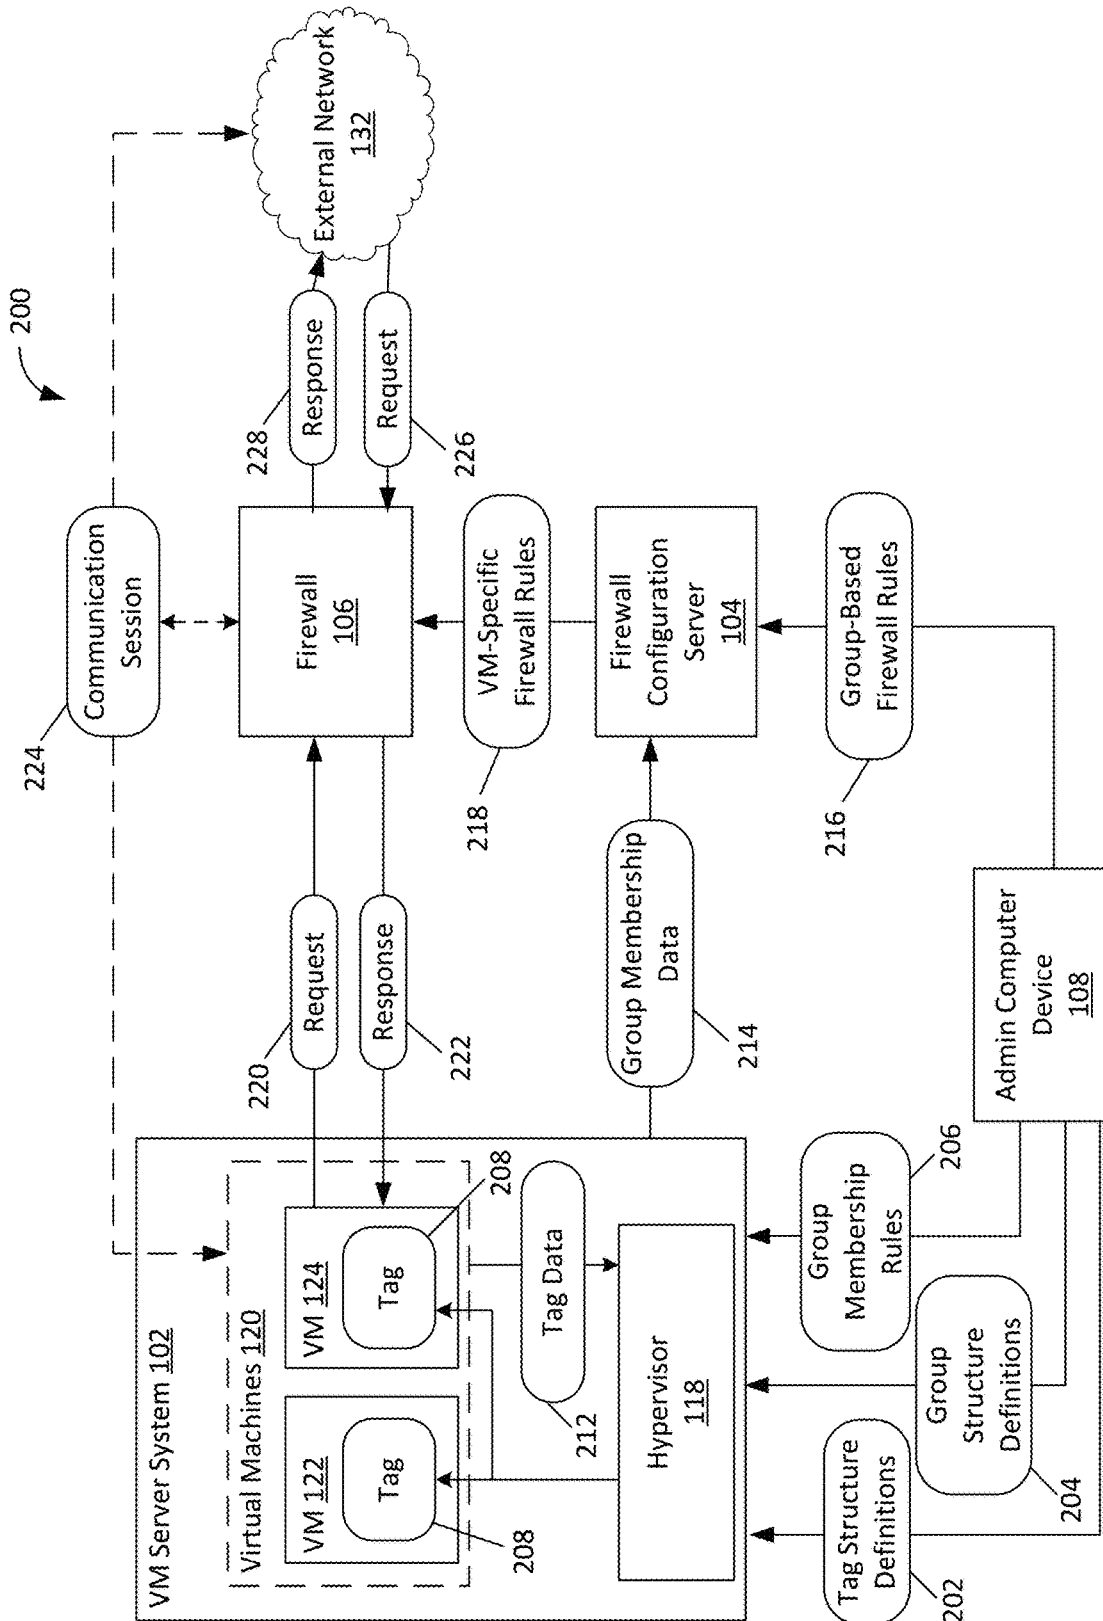 200
224
Communication
Session
VM Server System 102
Virtual Machines 120
VM 122
Tag
208
VM 124
Tag
208
220
Request
Response
222
Firewall
106
228
Response
Request
226
External Network
132
212
Tag Data
Hypervisor
118
218
VM-Specific
Firewall Rules
Group Membership
Data
214
Firewall
Configuration
Server
104
Tag Structure
Definitions
202
Group
Structure
Definitions
204
Group
Membership
Rules
206
216
Group-Based
Firewall Rules
Admin Computer
Device
108